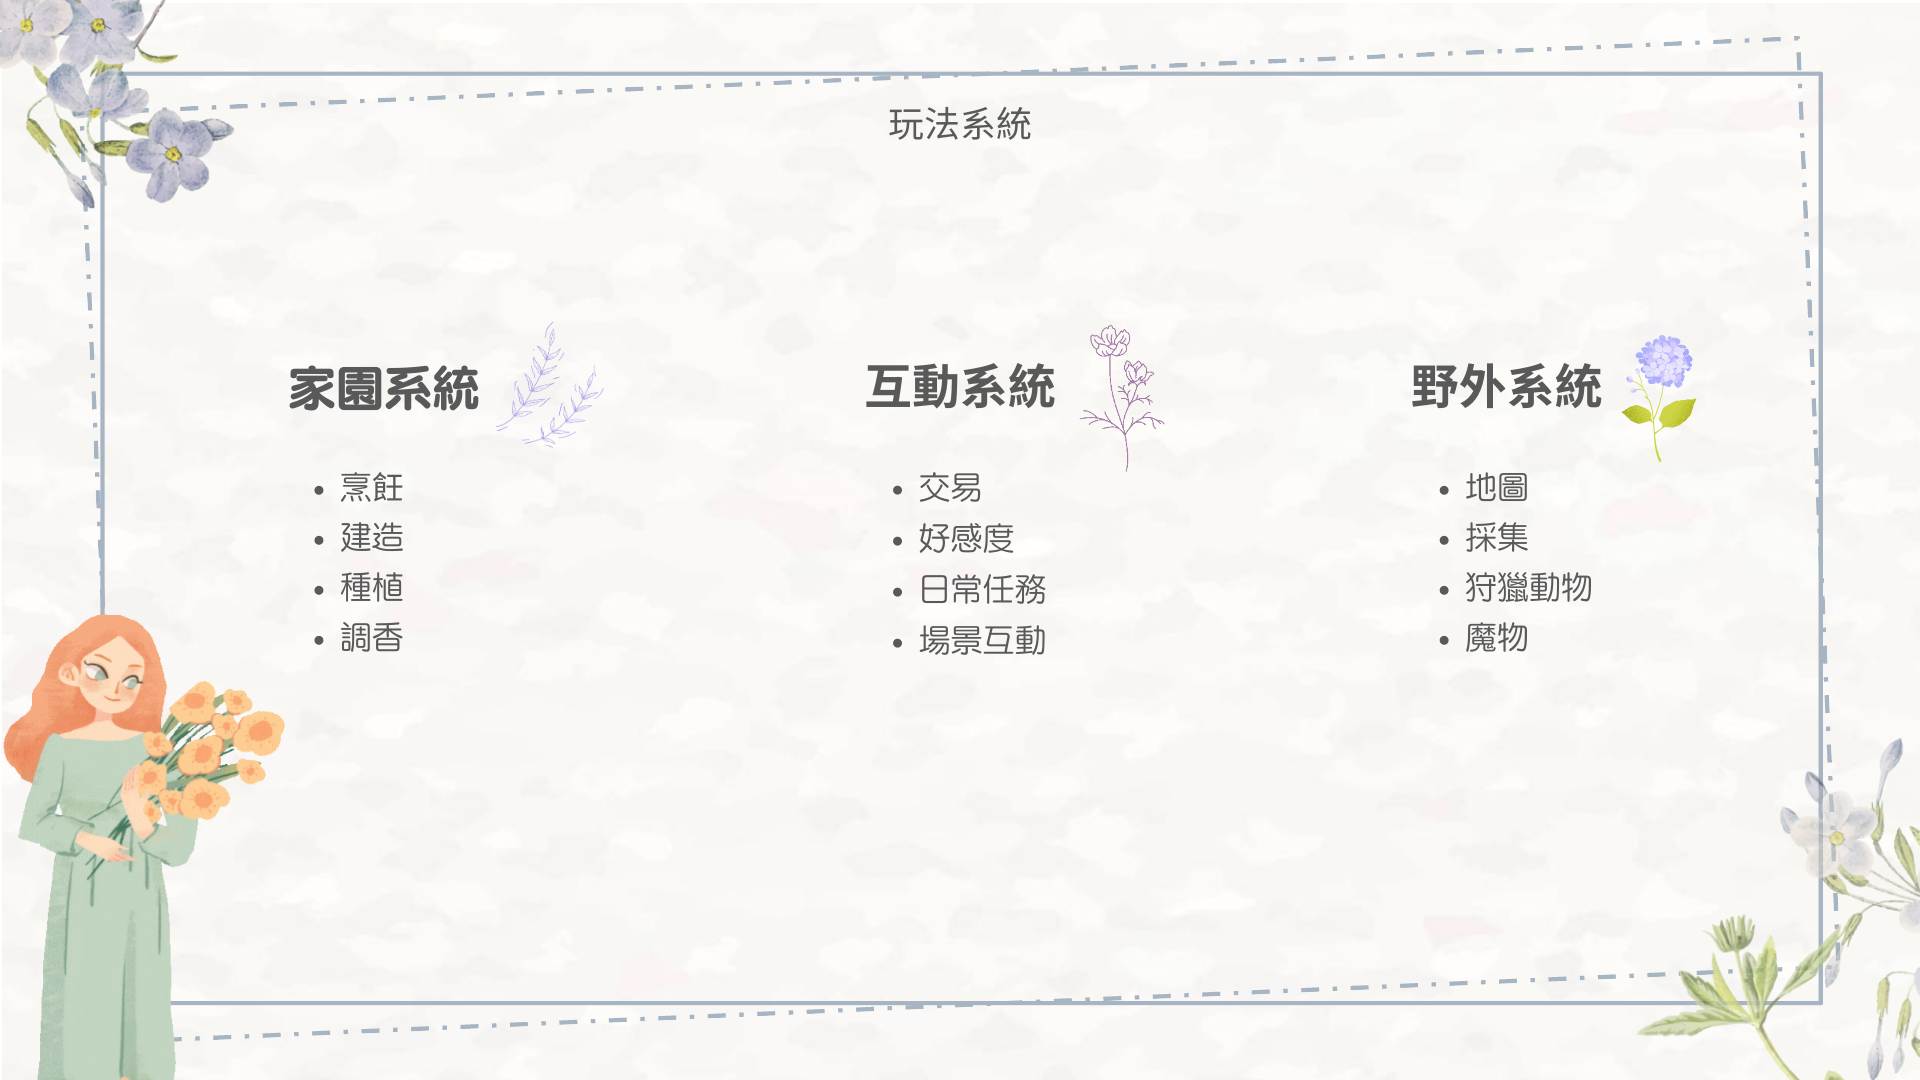 玩法系統
家園系統
• 烹飪
• 建造
• 種植
• 調香
互動系統
• 交易
• 好感度
• 日常任務
• 場景互動
野外系統
• 地圖
• 採集
• 狩獵動物
• 魔物